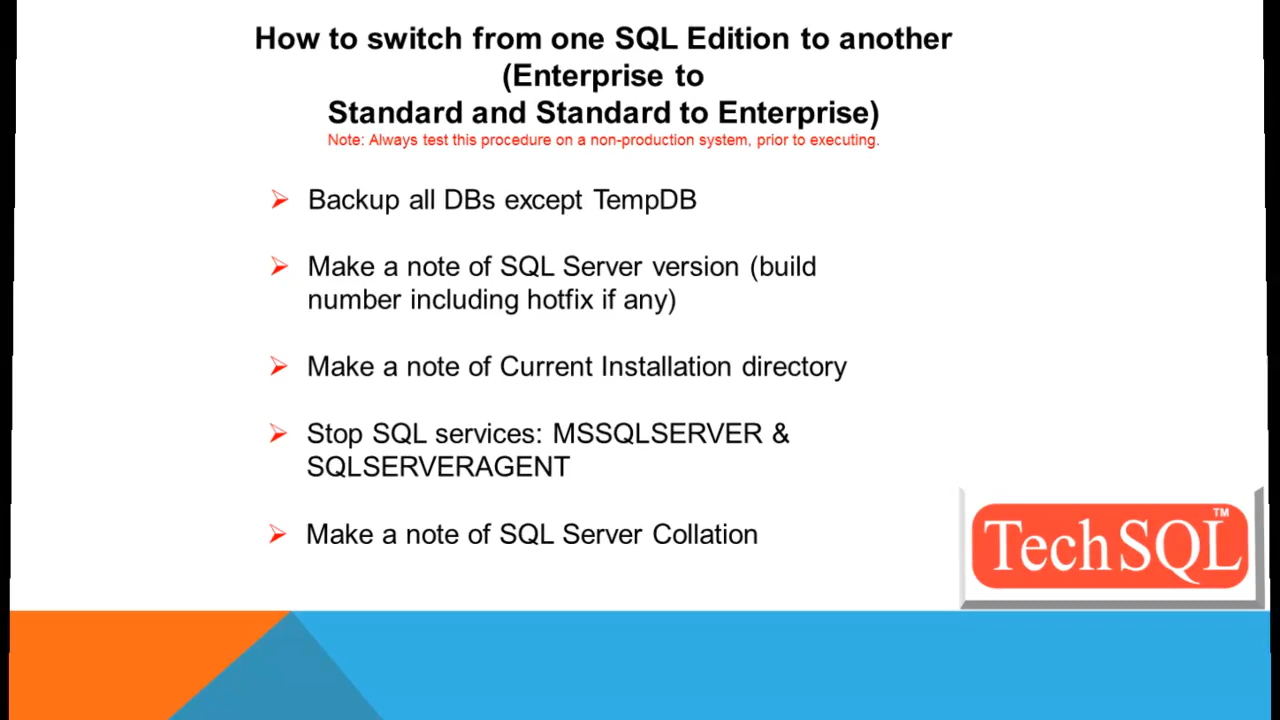 How to switch from one SQL Edition to another
(Enterprise to
Standard and Standard to Enterprise)
Note: Always test this procedure on a non-production system, prior to executing.
Backup all DBs except TempDB
Make a note of SQL Server version (build
number including hotfix if any)
Make a note of Current Installation directory
Stop SQL services: MSSQLSERVER &
SQLSERVERAGENT
Make a note of SQL Server Collation
TechSQL™